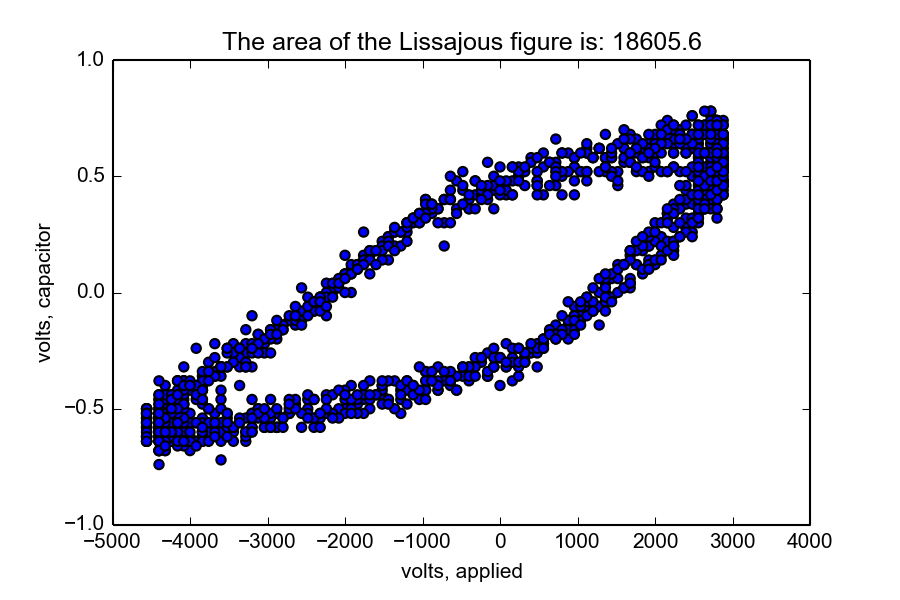 The area of the Lissajous figure is: 18605.6
1.0
0.5
0.0
−0.5
−1.0
volts, capacitor
−5000 −4000 −3000 −2000 −1000 0 1000 2000 3000 4000
volts, applied